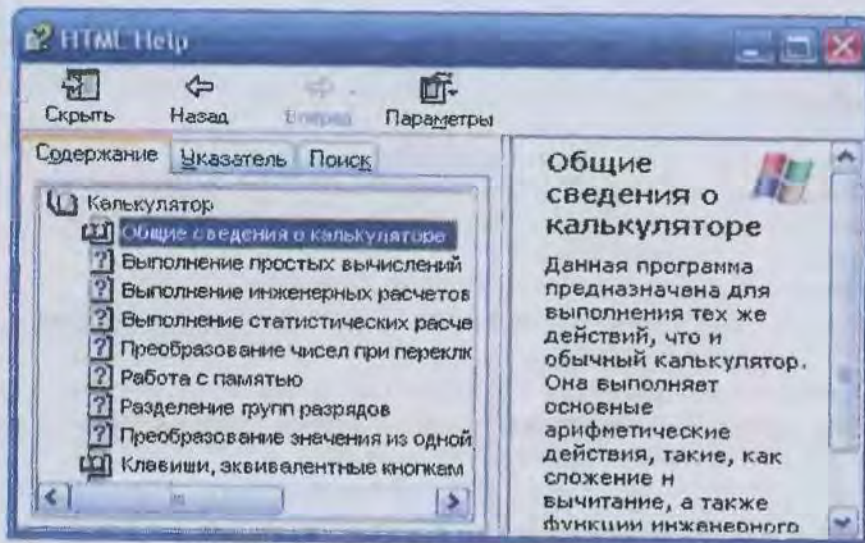 HTML Help
Скрыть
Назад
Вперед
Параметры
Содержание
Указатель
Поиск
Калькулятор
Общие сведения о калькуляторе
Выполнение простых вычислений
Выполнение инженерных расчетов
Выполнение статистических расче
Преобразование чисел при переклк
Работа с памятью
Разделение групп разрядов
Преобразование значения из одной
Клавиши, эквивалентные кнопкам
Общие
сведения о
калькуляторе
Данная программа
предназначена для
выполнения тех же
действий, что и
обычный калькулятор.
Она выполняет
основные
арифметические
действия, такие, как
сложение н
вычитание, а также
функции инженерного